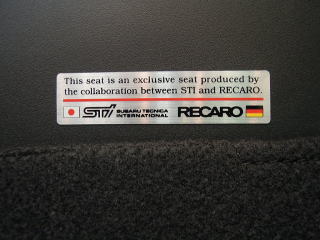 This seat is an exclusive seat produced by
the collaboration between STI and RECARO.
STI SUBARU TECNICA
INTERNATIONAL RECARO